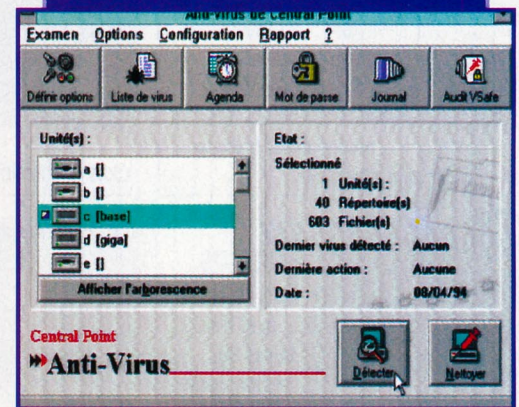 Anti-Virus de Central Point
Examen Options Configuration Rapport ?
Définir options Liste de virus Agenda Mot de passe Journal Audit VSafe
Unité(s) :
a []
b []
c [base]
d [giga]
e []
Afficher l'arborescence
Etat :
Sélectionné
1 Unité(s) :
40 Répertoire(s)
603 Fichier(s)
Dernier virus détecté : Aucun
Dernière action : Aucune
Date : 08/04/94
Central Point
Anti-Virus
Détecter
Nettoyer